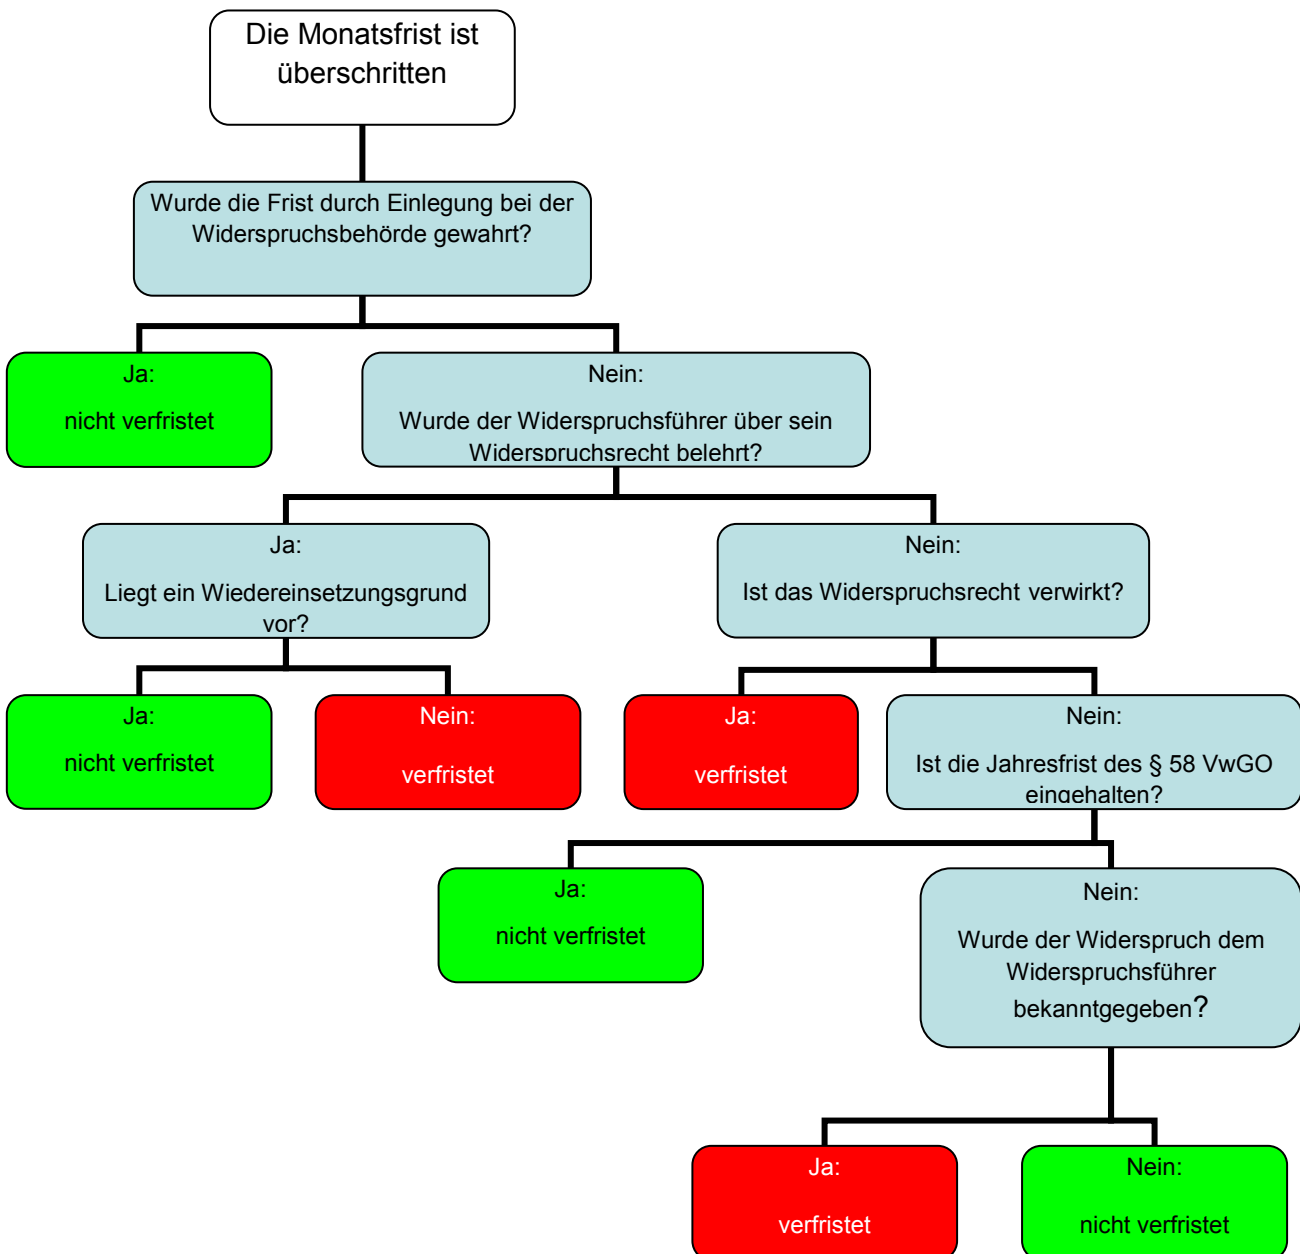 Die Monatsfrist ist
überschritten
Wurde die Frist durch Einlegung bei der
Widerspruchsbehörde gewahrt?
Ja:
nicht verfristet
Nein:
Wurde der Widerspruchsführer über sein
Widerspruchsrecht belehrt?
Ja:
Liegt ein Wiedereinsetzungsgrund
vor?
Nein:
Ist das Widerspruchsrecht verwirkt?
Ja:
nicht verfristet
Nein:
verfristet
Ja:
verfristet
Nein:
Ist die Jahresfrist des § 58 VwGO
eingehalten?
Ja:
nicht verfristet
Nein:
Wurde der Widerspruch dem
Widerspruchsführer
bekanntgegeben?
Ja:
verfristet
Nein:
nicht verfristet